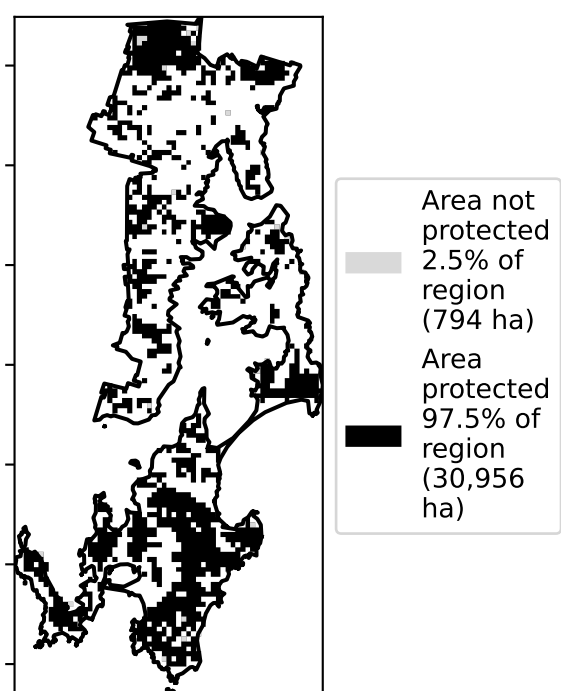 Area not
protected
2.5% of
region
(794 ha)
Area
protected
97.5% of
region
(30,956
ha)